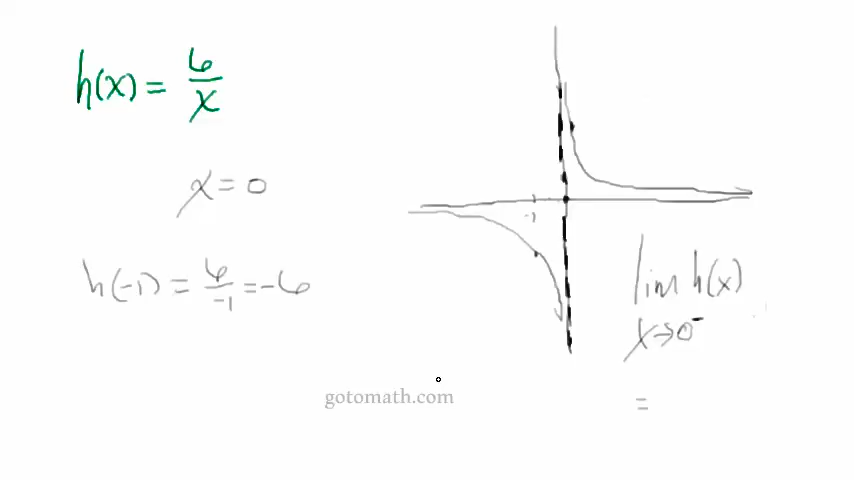 h(x) = 6/x
x = 0
h(-1) = 6/-1 = -6
-1
lim h(x)
x→0⁻
=
gotomath.com